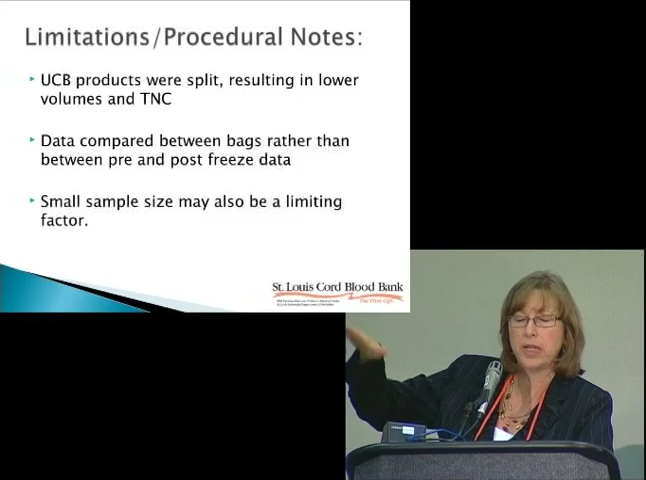 Limitations/Procedural Notes:
UCB products were split, resulting in lower
volumes and TNC
Data compared between bags rather than
between pre and post freeze data
Small sample size may also be a limiting
factor.
St. Louis Cord Blood Bank